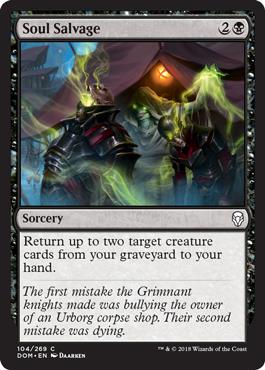 Soul Salvage 2
Sorcery
Return up to two target creature
cards from your graveyard to your
hand.
The first mistake the Grimnant
knights made was bullying the owner
of an Urborg corpse shop. Their second
mistake was dying.
104/269 C
DOM • EN Daarken
™ & © 2018 Wizards of the Coast